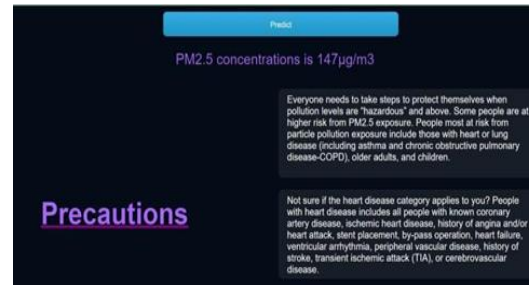 Predict
PM2.5 concentrations is 147μg/m3
Everyone needs to take steps to protect themselves when
pollution levels are “hazardous” and above. Some people are at
higher risk from PM2.5 exposure. People most at risk from
particle pollution exposure include those with heart or lung
disease (including asthma and chronic obstructive pulmonary
disease-COPD), older adults, and children.
Precautions
Not sure if the heart disease category applies to you? People
with heart disease includes all people with known coronary
artery disease, ischemic heart disease, history of angina and/or
heart attack, stent placement, by-pass operation, heart failure,
ventricular arrhythmia, peripheral vascular disease, history of
stroke, transient ischemic attack (TIA), or cerebrovascular
disease.